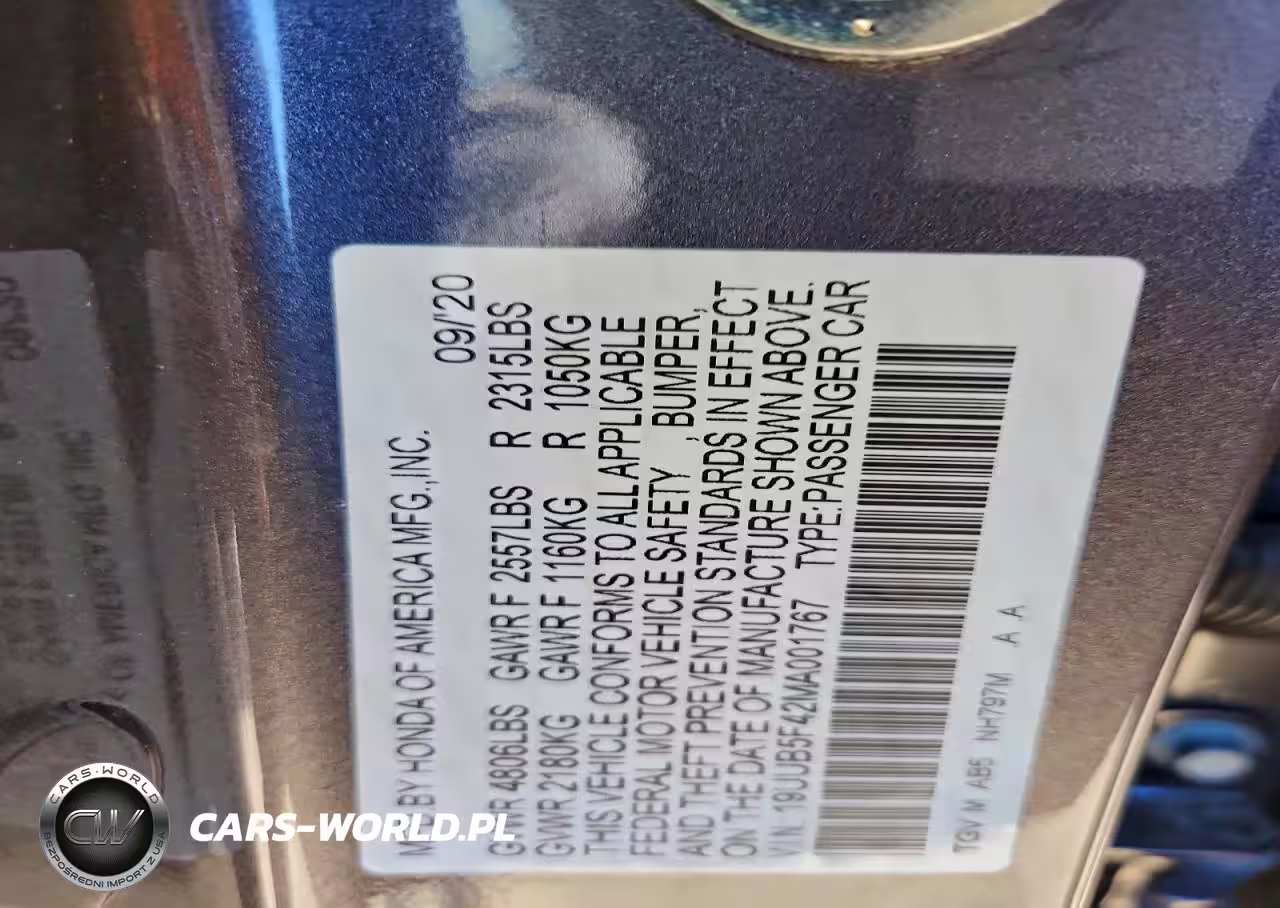 MFD.BY HONDA OF AMERICA MFG.,INC.
09/'20
GVWR 4806LBS GAWR F 2557LBS R 2315LBS
GVWR 2180KG GAWR F 1160KG R 1050KG
THIS VEHICLE CONFORMS TO ALL APPLICABLE
FEDERAL MOTOR VEHICLE SAFETY , BUMPER,
AND THEFT PREVENTION STANDARDS IN EFFECT
ON THE DATE OF MANUFACTURE SHOWN ABOVE.
VIN 19UUB5F42MA001767 TYPE:PASSENGER CAR
TGV M AB5 NH797M A A
CARS-WORLD
CW
BEZPOŚREDNI IMPORT Z USA
CARS-WORLD.PL